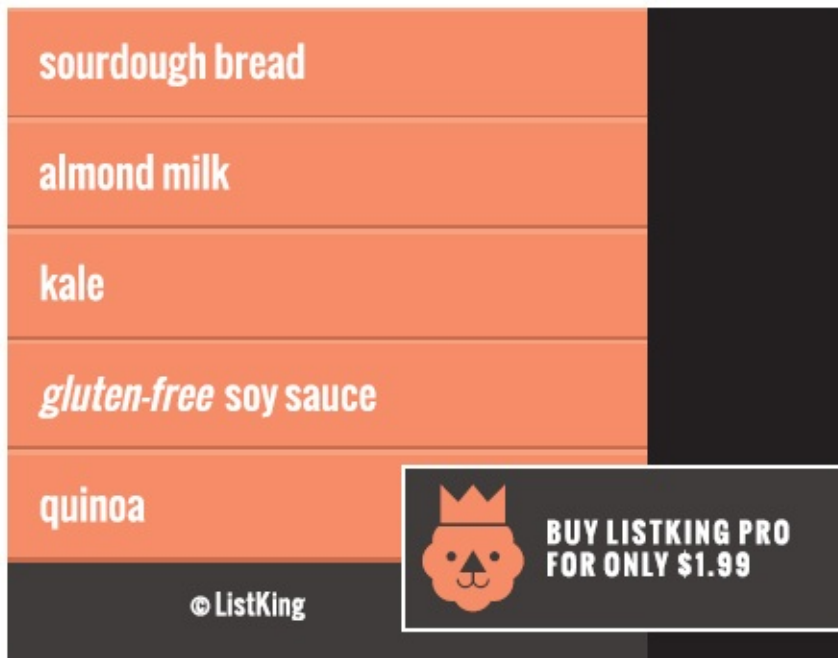 sourdough bread
almond milk
kale
gluten-free soy sauce
quinoa
BUY LISTKING PRO
FOR ONLY $1.99
© ListKing